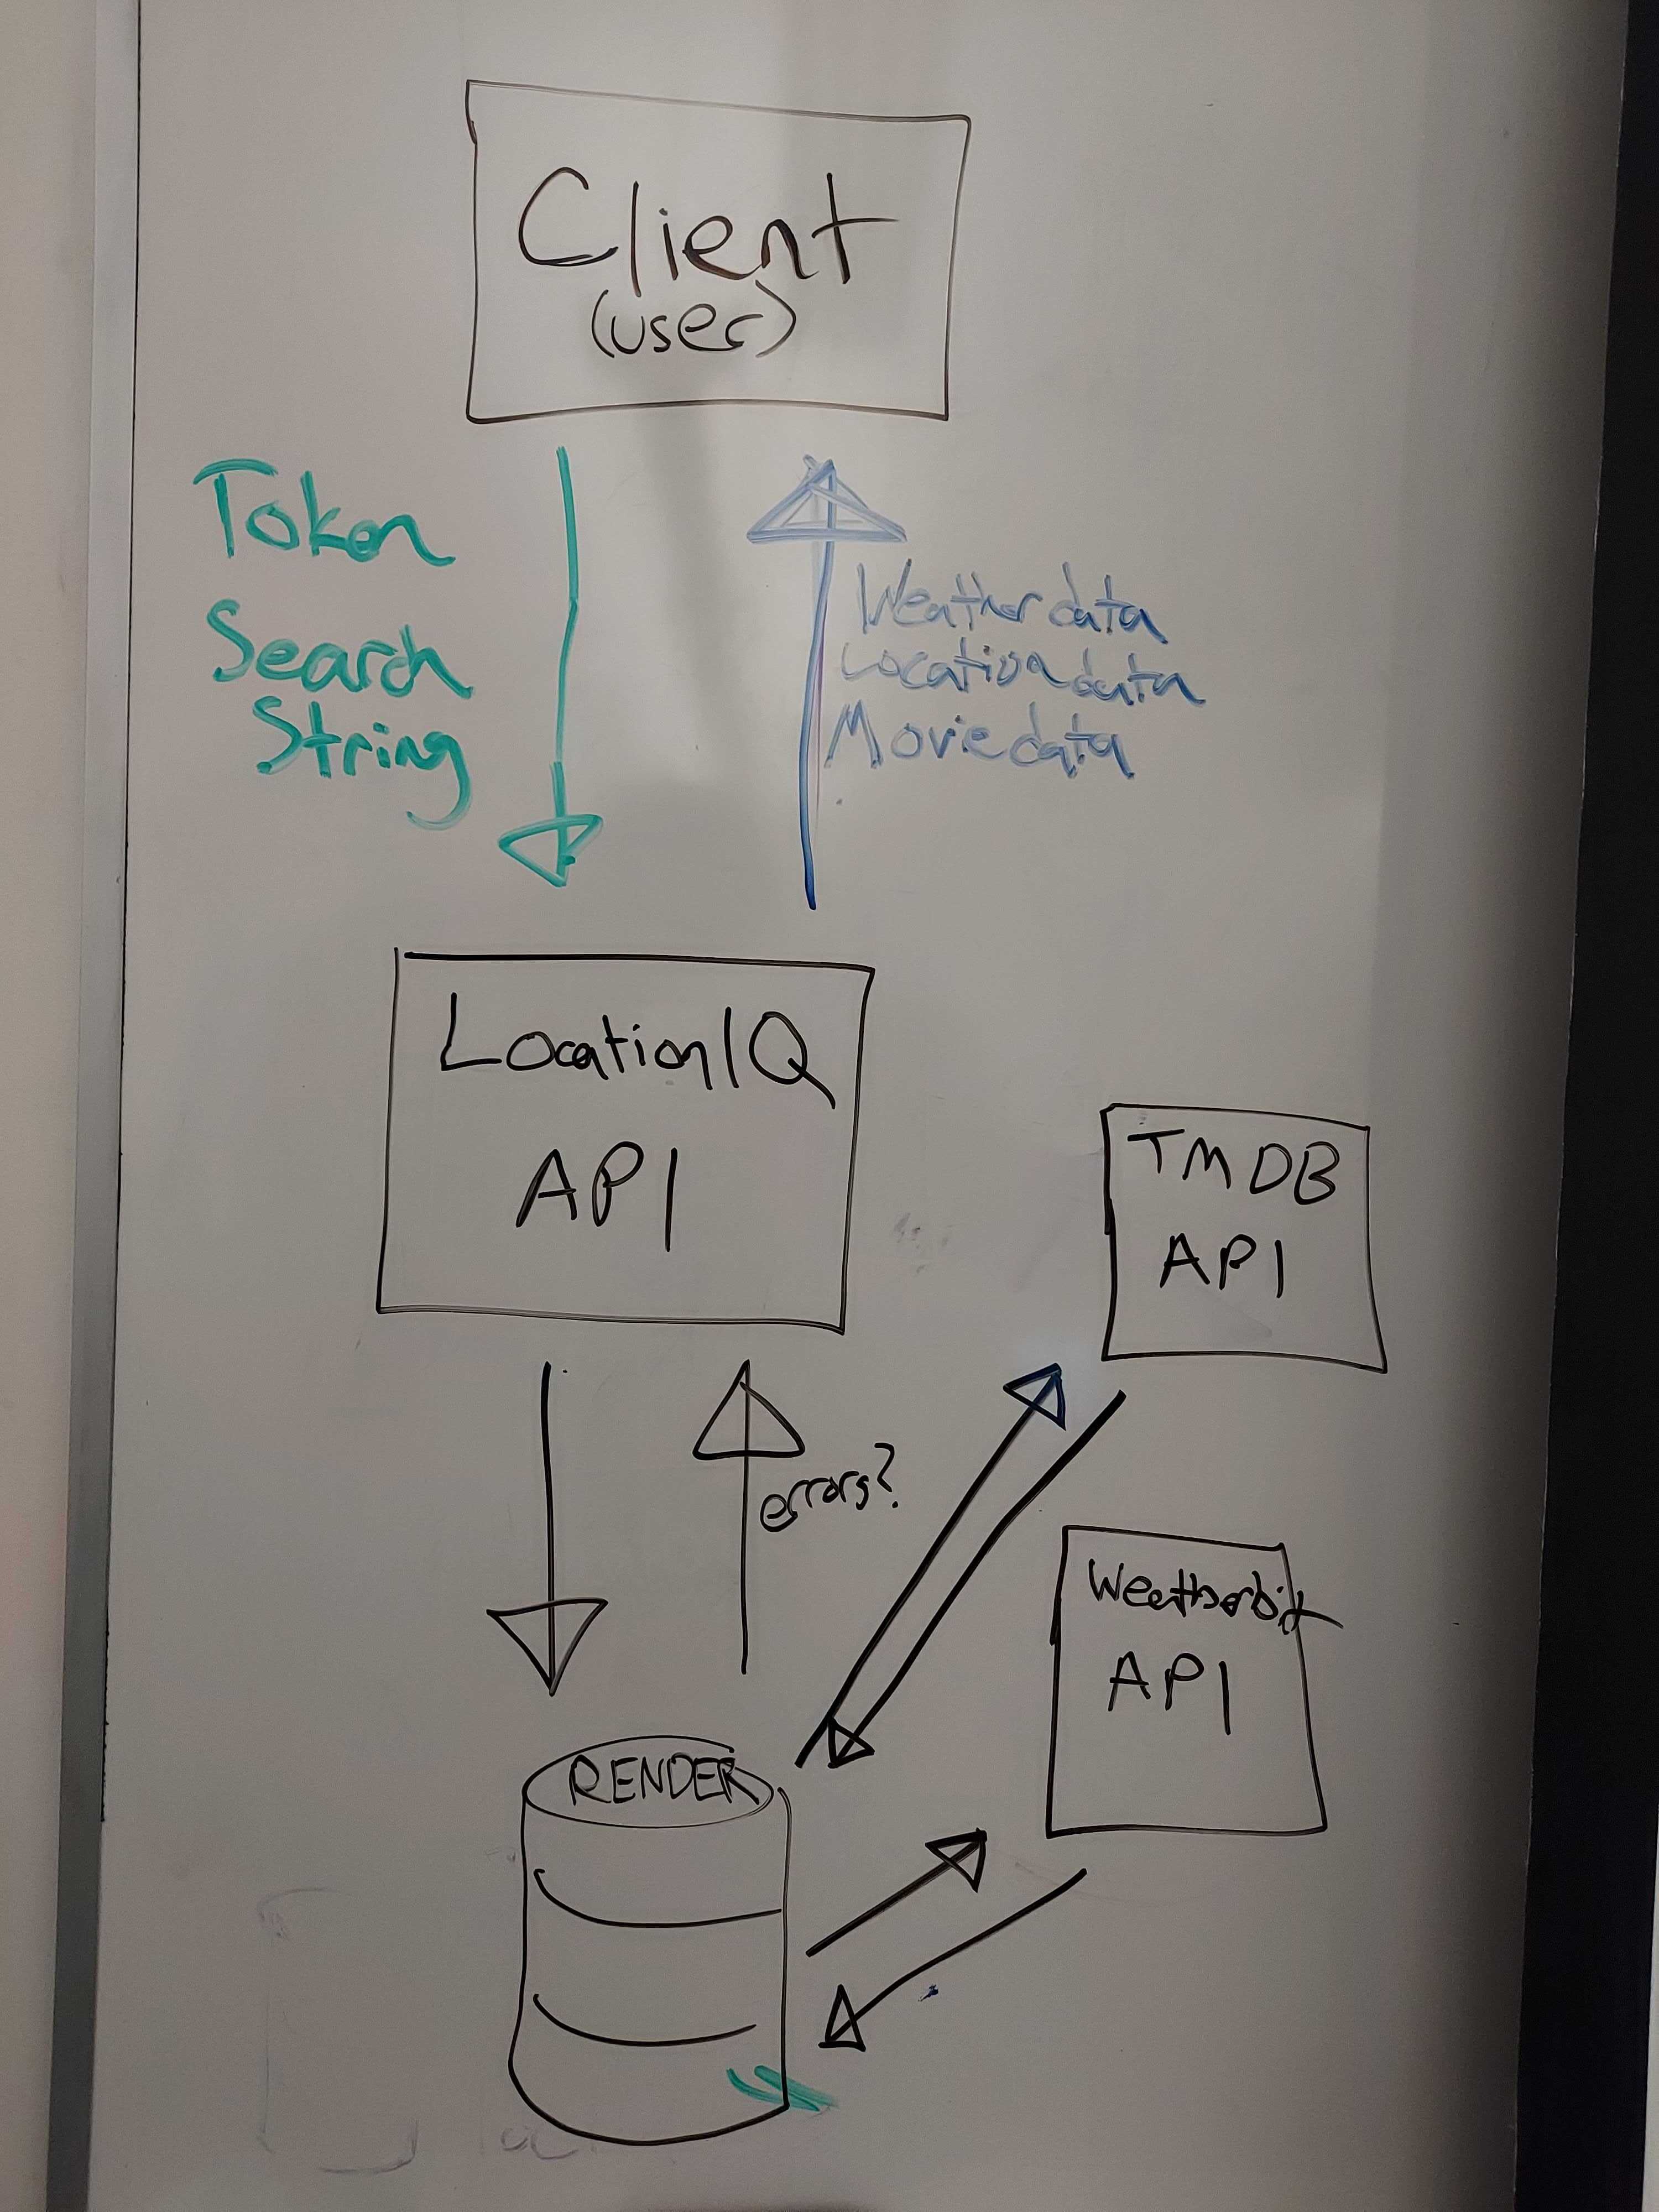 Client
(user)
Token
Search
String
Weather data
Location data
Movie data
LocationIQ
API
TMDB
API
errors?
Weatherbit
API
RENDER